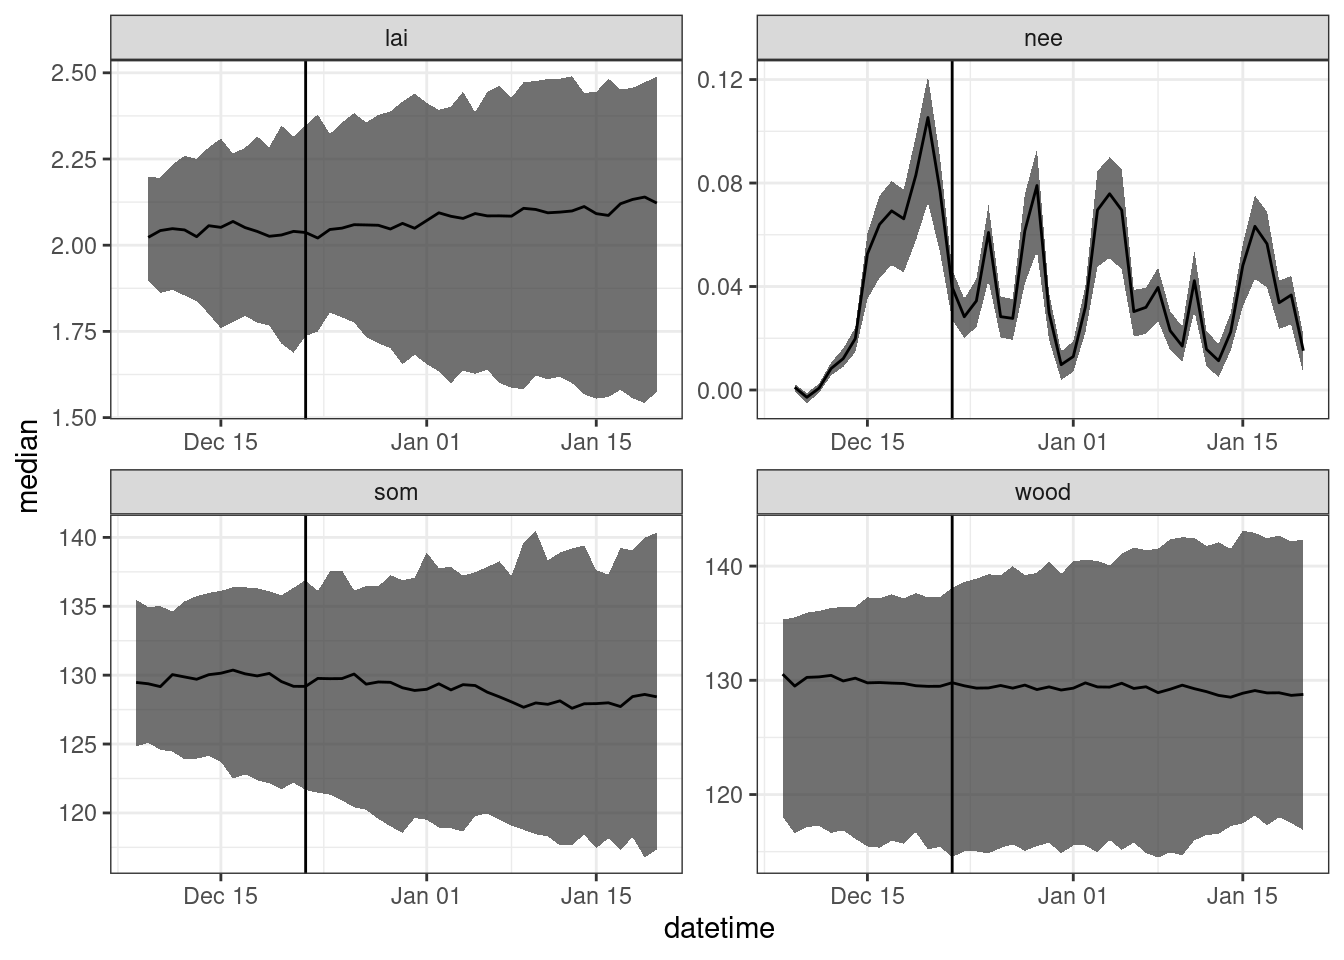 lai
nee
2.50
2.25
2.00
1.75
1.50
0.12
0.08
0.04
0.00
Dec 15 Jan 01 Jan 15
Dec 15 Jan 01 Jan 15
median
som
wood
140
135
130
125
120
140
130
120
Dec 15 Jan 01 Jan 15
Dec 15 Jan 01 Jan 15
datetime